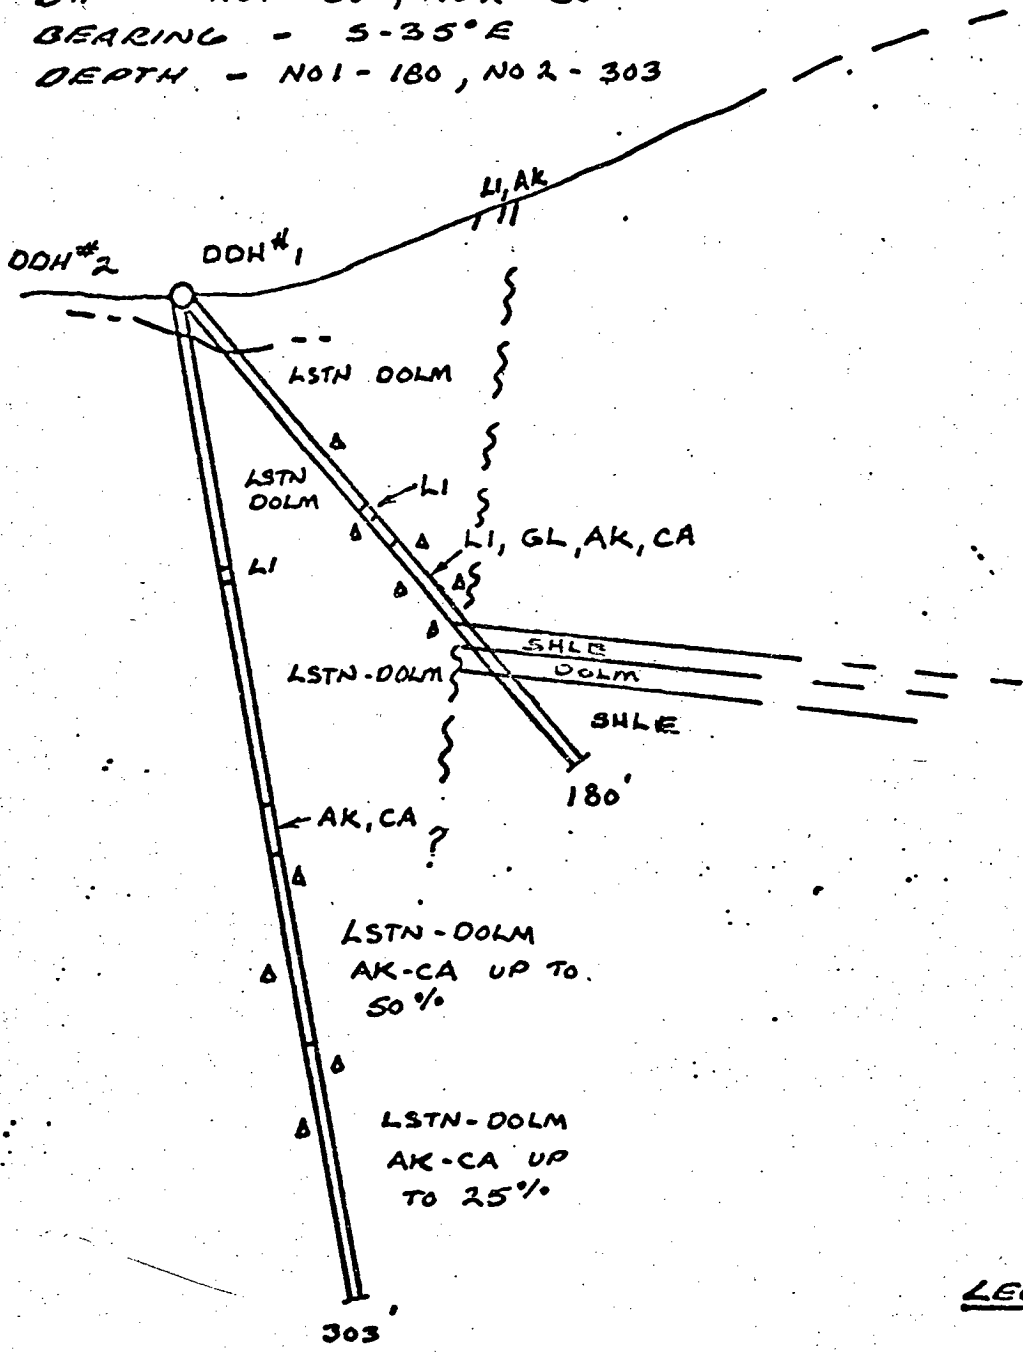 BEARING - S-35°E
DEPTH - NO1-180, NO2-303
LI, AK
DDH#2
DDH#1
LSTN DOLM
LSTN
DOLM
LI
LI, GL, AK, CA
LI
SHLE
DOLM
LSTN-DOLM
SHLE
180'
AK, CA
?
LSTN-DOLM
AK-CA UP TO
50%
LSTN-DOLM
AK-CA UP
TO 25%
303'